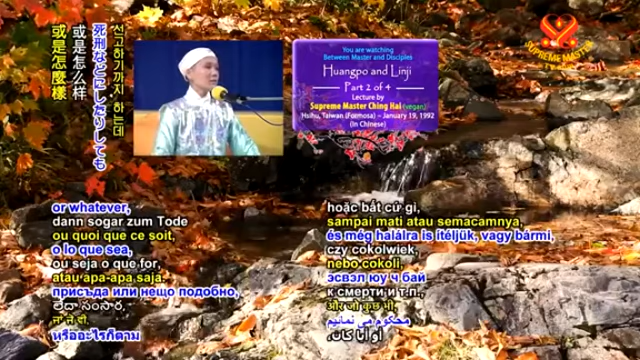 선고하기까지 하는데
死刑などにしたりしても
或是怎么样
或是怎麼樣
You are watching
Between Master and Disciples
Huangpo and Linji
Part 2 of 4
Lecture by
Supreme Master Ching Hai (vegan)
Hsihu, Taiwan (Formosa) – January 19, 1992
(In Chinese)
SUPREME MASTER
or whatever,
dann sogar zum Tode
ou quoi que ce soit,
o lo que sea,
ou seja o que for,
atau apa-apa saja.
присъда или нещо подобно,
หรืออะไรก็ตาม
hoặc bất cứ gì,
sampai mati atau semacamnya,
és még halálra is ítéljük, vagy bármi,
czy cokolwiek,
nebo cokoli,
эсвэл юу ч бай
к смерти и т.п.,
और जो कुछ भी,
محکوم می نمائیم
أو أيا كان،